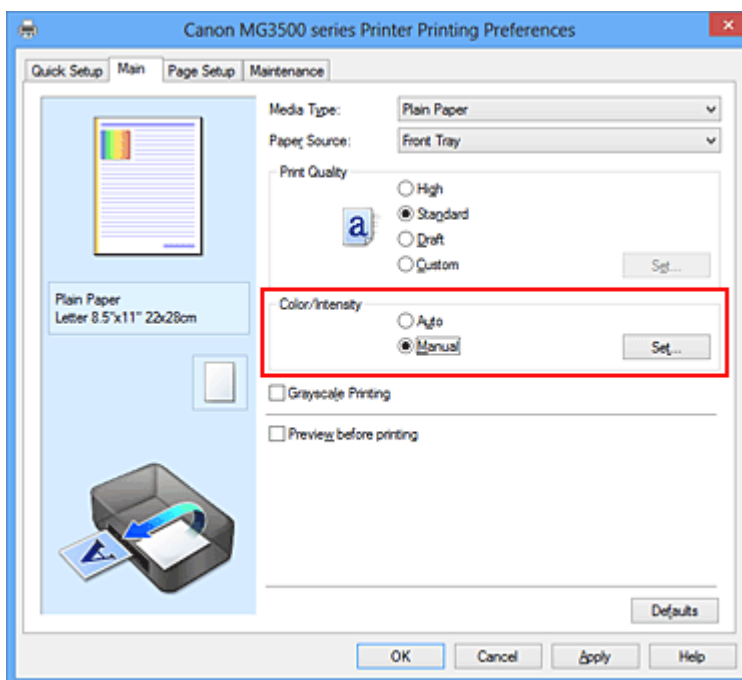 Canon MG3500 series Printer Printing Preferences
Quick Setup Main Page Setup Maintenance
Media Type: Plain Paper
Paper Source: Front Tray
Print Quality
High
Standard
Draft
Custom Set...
a
Plain Paper
Letter 8.5"x11" 22x28cm
Color/Intensity
Auto
Manual Set...
Grayscale Printing
Preview before printing
A
Defaults
OK Cancel Apply Help